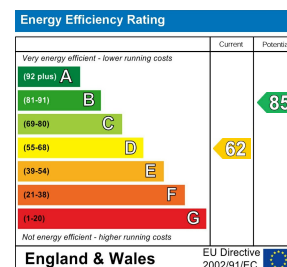 Energy Efficiency Rating
Current
Potentia
Very energy efficient - lower running costs
(92 plus) A
(81-91) B
85
(69-80) C
(55-68) D
62
(39-54) E
(21-38) F
(1-20) G
Not energy efficient - higher running costs
England & Wales
EU Directive
2002/91/EC